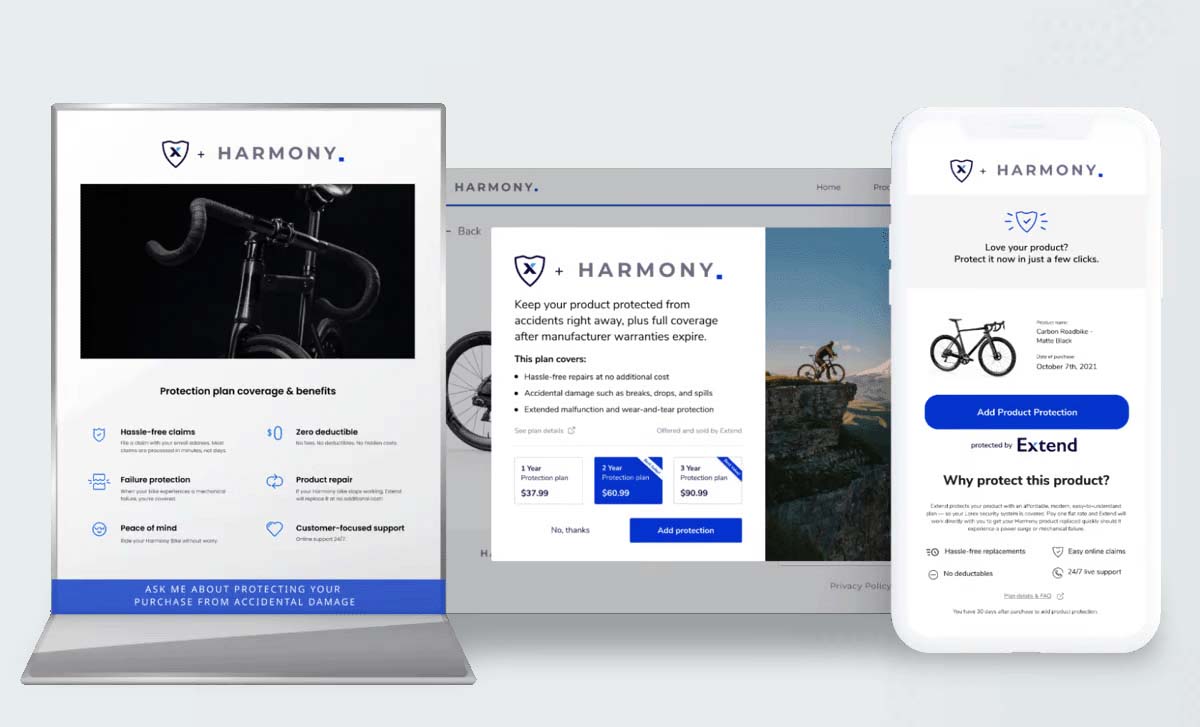 X + HARMONY.
Protection plan coverage & benefits
Hassle-free claims
File a claim with your email address. Most
claims are processed in minutes, not days.
Zero deductible
No fees. No deductibles. No hidden costs.
Failure protection
When your bike experiences a mechanical
failure, you're covered.
Product repair
If your Harmony bike stops working, Extend
will replace it at no additional cost!
Peace of mind
Ride your Harmony Bike without worry.
Customer-focused support
Online support 24/7.
ASK ME ABOUT PROTECTING YOUR
PURCHASE FROM ACCIDENTAL DAMAGE
HARMONY.
Home
Back
X + HARMONY.
Keep your product protected from
accidents right away, plus full coverage
after manufacturer warranties expire.
This plan covers:
Hassle-free repairs at no additional cost
Accidental damage such as breaks, drops, and spills
Extended malfunction and wear-and-tear protection
See plan details
Offered and sold by Extend
1 Year
Protection plan
$37.99
2 Year
Protection plan
$60.99
3 Year
Protection plan
$90.99
No, thanks
Add protection
Privacy Policy
X + HARMONY.
Love your product?
Protect it now in just a few clicks.
Product name:
Carbon Roadbike -
Matte Black
Date of purchase:
October 7th, 2021
Add Product Protection
protected by Extend
Why protect this product?
Extend protects your product with an affordable, modern, easy-to-understand
plan — so your Lorex security system is covered. Pay one flat rate and Extend will
work directly with you to get your Harmony product replaced quickly should it
experience a power surge or mechanical failure.
Hassle-free replacements
Easy online claims
No deductables
24/7 live support
Plan details & FAQ
You have 30 days after purchase to add product protection.